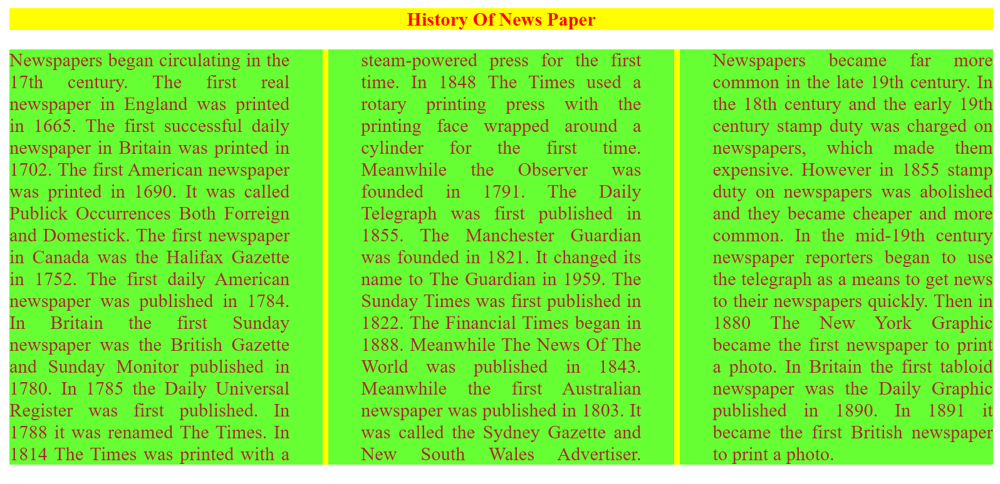 History Of News Paper
Newspapers began circulating in the
17th century. The first real
newspaper in England was printed
in 1665. The first successful daily
newspaper in Britain was printed in
1702. The first American newspaper
was printed in 1690. It was called
Publick Occurrences Both Forreign
and Domestick. The first newspaper
in Canada was the Halifax Gazette
in 1752. The first daily American
newspaper was published in 1784.
In Britain the first Sunday
newspaper was the British Gazette
and Sunday Monitor published in
1780. In 1785 the Daily Universal
Register was first published. In
1788 it was renamed The Times. In
1814 The Times was printed with a
steam-powered press for the first
time. In 1848 The Times used a
rotary printing press with the
printing face wrapped around a
cylinder for the first time.
Meanwhile the Observer was
founded in 1791. The Daily
Telegraph was first published in
1855. The Manchester Guardian
was founded in 1821. It changed its
name to The Guardian in 1959. The
Sunday Times was first published in
1822. The Financial Times began in
1888. Meanwhile The News Of The
World was published in 1843.
Meanwhile the first Australian
newspaper was published in 1803. It
was called the Sydney Gazette and
New South Wales Advertiser.
Newspapers became far more
common in the late 19th century. In
the 18th century and the early 19th
century stamp duty was charged on
newspapers, which made them
expensive. However in 1855 stamp
duty on newspapers was abolished
and they became cheaper and more
common. In the mid-19th century
newspaper reporters began to use
the telegraph as a means to get news
to their newspapers quickly. Then in
1880 The New York Graphic
became the first newspaper to print
a photo. In Britain the first tabloid
newspaper was the Daily Graphic
published in 1890. In 1891 it
became the first British newspaper
to print a photo.